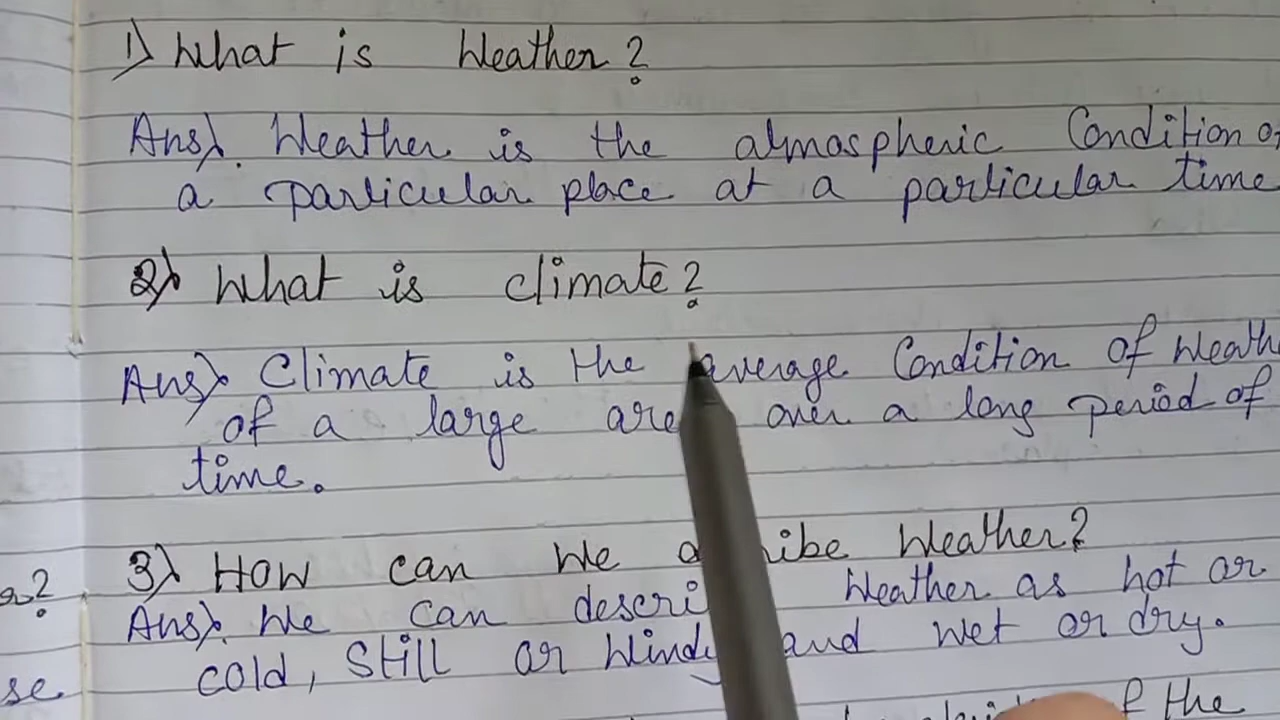 1) What is Weather?
Ans). Weather is the atmospheric Condition
a particular place at a particular time
2) What is climate?
Ans) Climate is the average Condition of
of a large over a long period of
time.
3) How can We Weather?
Ans). We can Weather as hot or
cold, Still or Windy and Wet or dry.
the